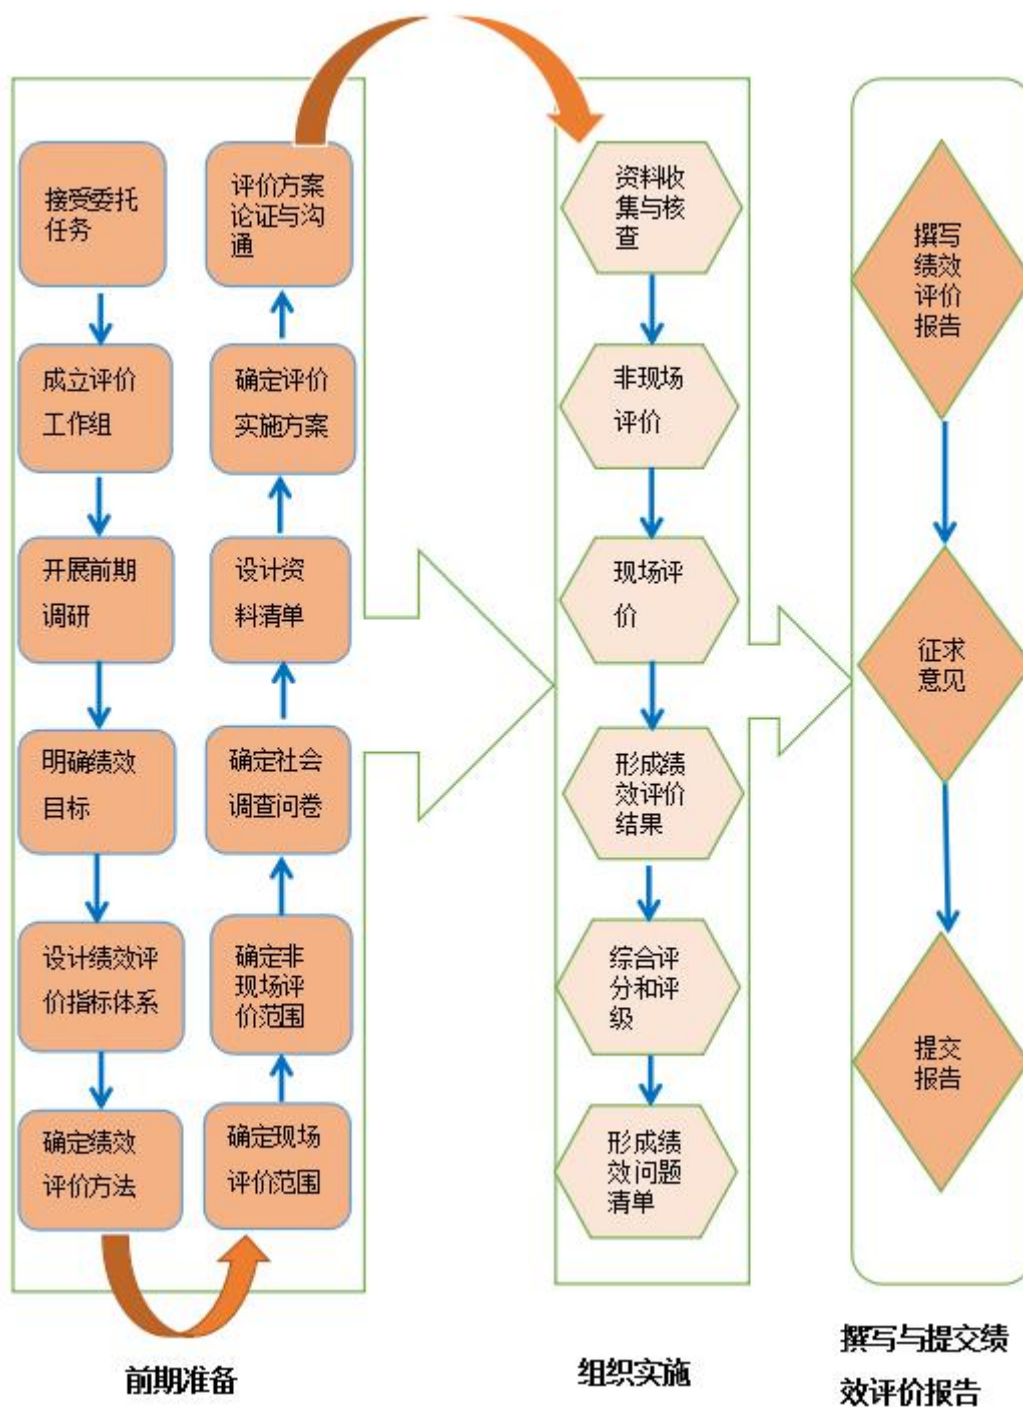 接受委托
任务
成立评价
工作组
开展前期
调研
明确绩效
目标
设计绩效评
价指标体系
确定绩效
评价方法
确定现场
评价范围
确定非
现场评
价范围
确定社会
调查问卷
设计资
料清单
确定评价
实施方案
评价方案
论证与沟
通
前期准备
资料收
集与核
查
非现场
评价
现场评
价
形成绩
效评价
结果
综合评
分和评
级
形成绩
效问题
清单
组织实施
撰写
绩效
评价
报告
征求
意见
提交
报告
撰写与提交绩
效评价报告